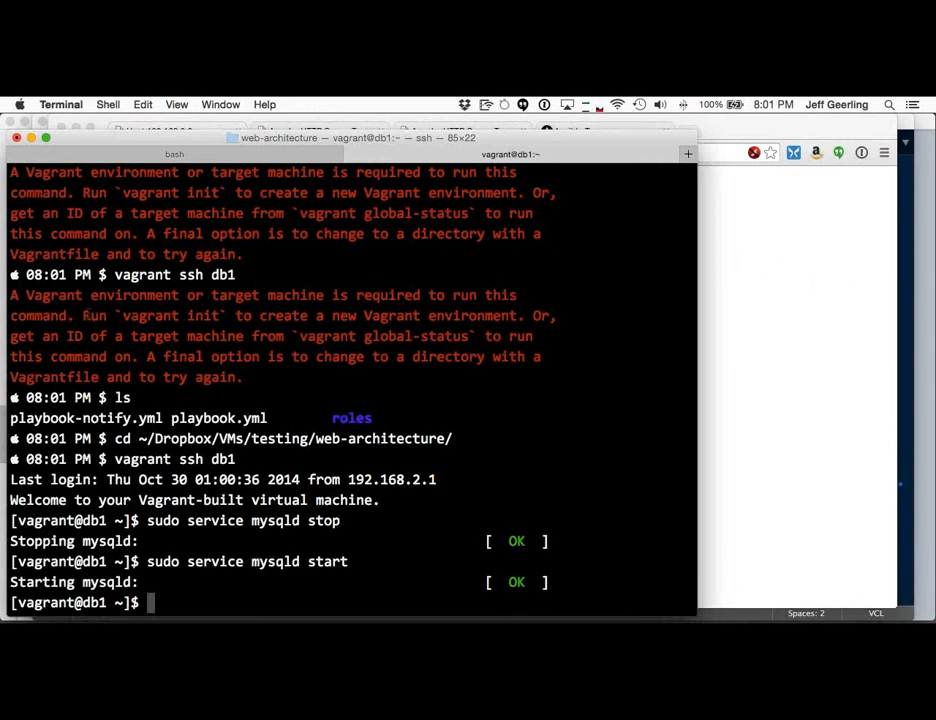 Terminal Shell Edit View Window Help 100% 8:01 PM Jeff Geerling
web-architecture — vagrant@db1:~ — ssh — 85×22
bash vagrant@db1:~ +
A Vagrant environment or target machine is required to run this
command. Run `vagrant init` to create a new Vagrant environment. Or,
get an ID of a target machine from `vagrant global-status` to run
this command on. A final option is to change to a directory with a
Vagrantfile and to try again.
08:01 PM $ vagrant ssh db1
A Vagrant environment or target machine is required to run this
command. Run `vagrant init` to create a new Vagrant environment. Or,
get an ID of a target machine from `vagrant global-status` to run
this command on. A final option is to change to a directory with a
Vagrantfile and to try again.
08:01 PM $ ls
playbook-notify.yml playbook.yml roles
08:01 PM $ cd ~/Dropbox/VMs/testing/web-architecture/
08:01 PM $ vagrant ssh db1
Last login: Thu Oct 30 01:00:36 2014 from 192.168.2.1
Welcome to your Vagrant-built virtual machine.
[vagrant@db1 ~]$ sudo service mysqld stop
Stopping mysqld: [ OK ]
[vagrant@db1 ~]$ sudo service mysqld start
Starting mysqld: [ OK ]
[vagrant@db1 ~]$
Spaces: 2 VCL